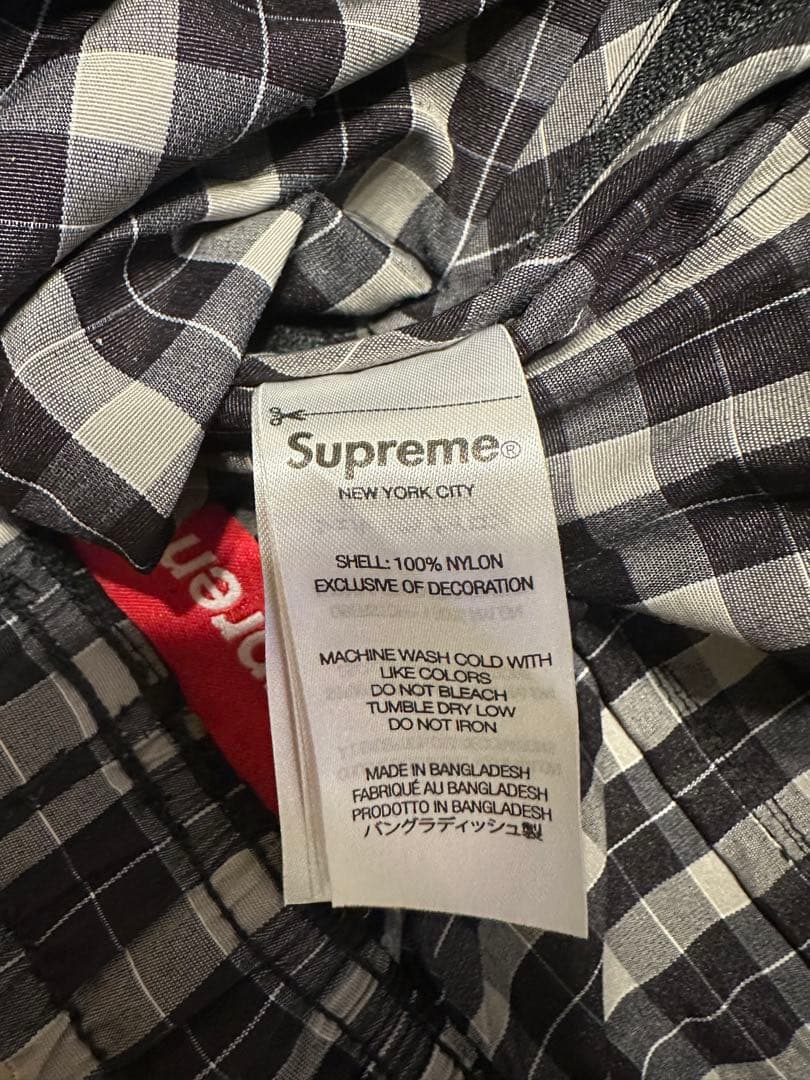 Supreme®
NEW YORK CITY
SHELL: 100% NYLON
EXCLUSIVE OF DECORATION
MACHINE WASH COLD WITH
LIKE COLORS
DO NOT BLEACH
TUMBLE DRY LOW
DO NOT IRON
MADE IN BANGLADESH
FABRIQUÉ AU BANGLADESH
PRODOTTO IN BANGLADESH
バングラディッシュ製
pren